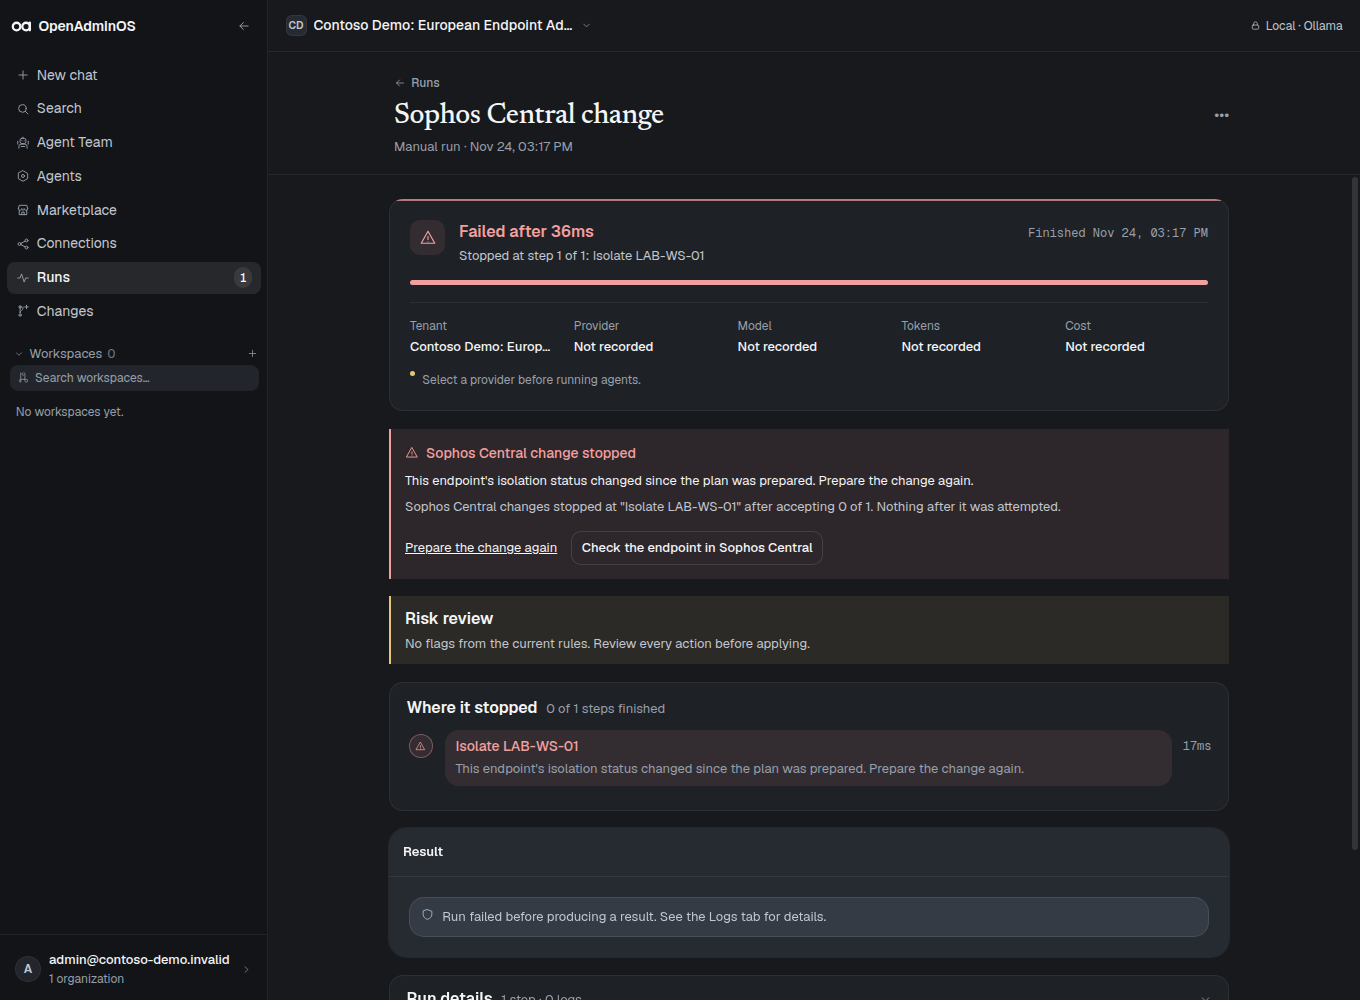 OpenAdminOS
New chat
Search
Agent Team
Agents
Marketplace
Connections
Runs 1
Changes
Workspaces 0
Search workspaces...
No workspaces yet.
A
admin@contoso-demo.invalid
1 organization
CD Contoso Demo: European Endpoint Ad...
Local · Ollama
← Runs
Sophos Central change
Manual run · Nov 24, 03:17 PM
Failed after 36ms
Finished Nov 24, 03:17 PM
Stopped at step 1 of 1: Isolate LAB-WS-01
Tenant Provider Model Tokens Cost
Contoso Demo: Europ... Not recorded Not recorded Not recorded Not recorded
Select a provider before running agents.
Sophos Central change stopped
This endpoint's isolation status changed since the plan was prepared. Prepare the change again.
Sophos Central changes stopped at "Isolate LAB-WS-01" after accepting 0 of 1. Nothing after it was attempted.
Prepare the change again Check the endpoint in Sophos Central
Risk review
No flags from the current rules. Review every action before applying.
Where it stopped 0 of 1 steps finished
Isolate LAB-WS-01 17ms
This endpoint's isolation status changed since the plan was prepared. Prepare the change again.
Result
Run failed before producing a result. See the Logs tab for details.
Run details 1 step · 0 logs